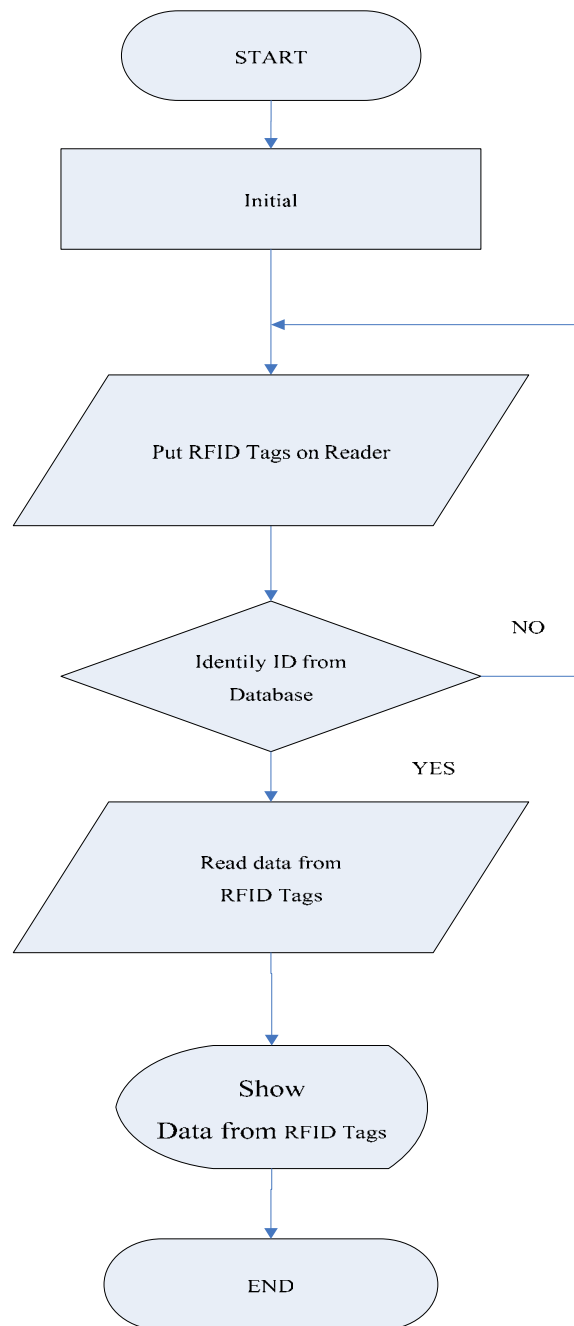 START
Initial
Put RFID Tags on Reader
NO
Identily ID from
Database
YES
Read data from
RFID Tags
Show
Data from RFID Tags
END